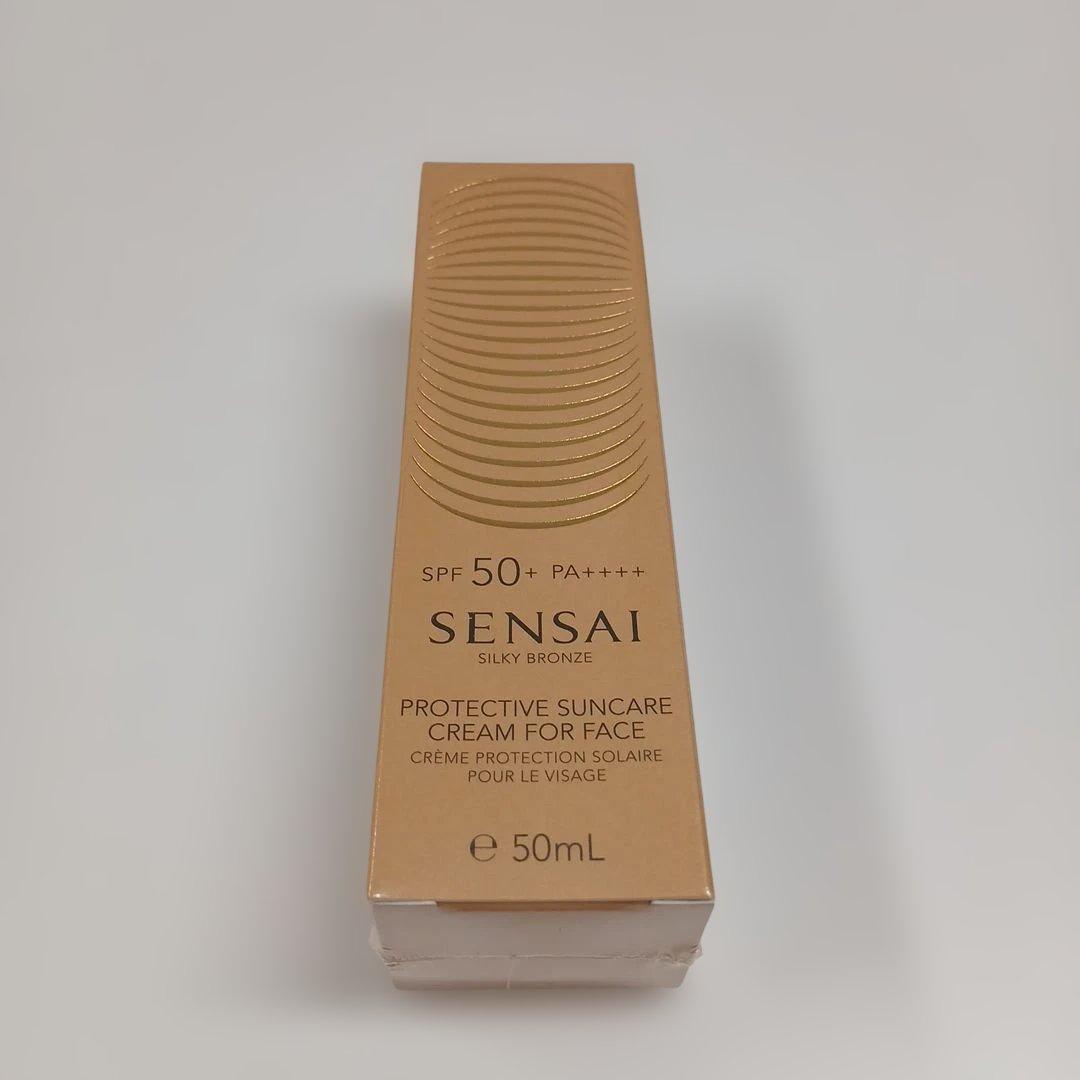 SPF 50+ PA++++
SENSAI
SILKY BRONZE
PROTECTIVE SUNCARE
CREAM FOR FACE
CRÈME PROTECTION SOLAIRE
POUR LE VISAGE
℮ 50mL